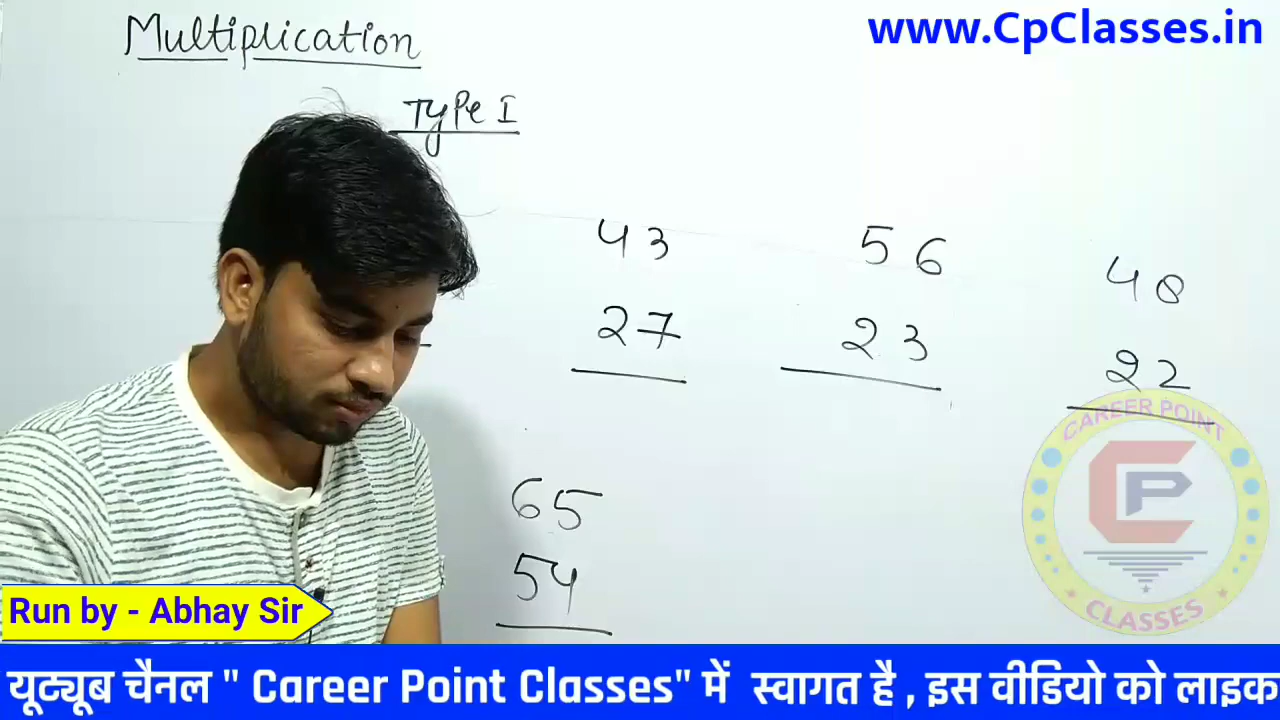 www.CpClasses.in
Multiplication
Type I
43
27
56
23
48
22
65
54
CAREER POINT
CP
CLASSES
Run by - Abhay Sir
यूट्यूब चैनल " Career Point Classes" में स्वागत है , इस वीडियो को लाइक